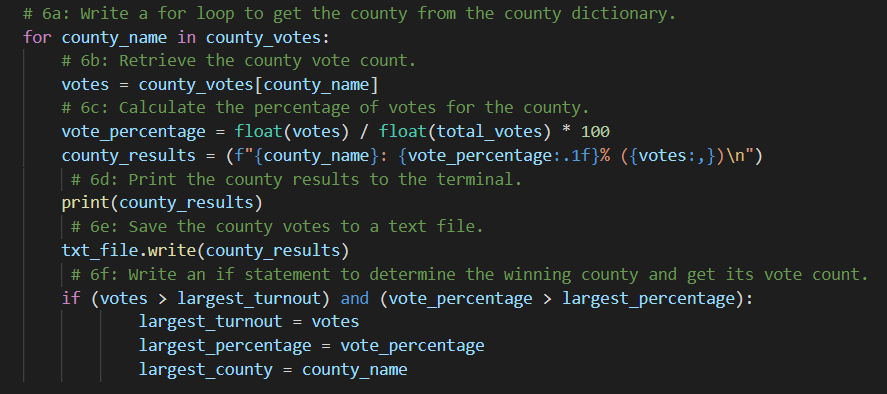 # 6a: Write a for loop to get the county from the county dictionary.
for county_name in county_votes:
    # 6b: Retrieve the county vote count.
    votes = county_votes[county_name]
    # 6c: Calculate the percentage of votes for the county.
    vote_percentage = float(votes) / float(total_votes) * 100
    county_results = (f"{county_name}: {vote_percentage:.1f}% ({votes:,})\n")
     # 6d: Print the county results to the terminal.
    print(county_results)
     # 6e: Save the county votes to a text file.
    txt_file.write(county_results)
     # 6f: Write an if statement to determine the winning county and get its vote count.
    if (votes > largest_turnout) and (vote_percentage > largest_percentage):
            largest_turnout = votes
            largest_percentage = vote_percentage
            largest_county = county_name